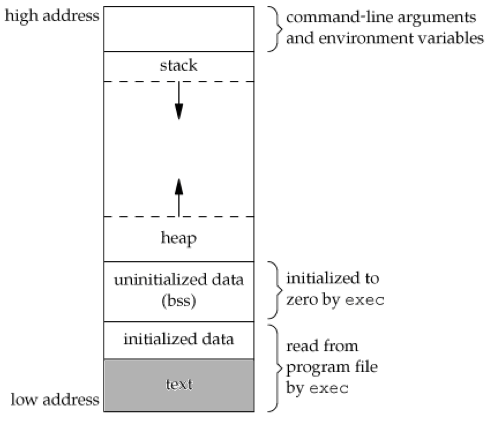 high address
command-line arguments
and environment variables
stack
heap
uninitialized data
(bss)
initialized to
zero by exec
initialized data
read from
program file
by exec
text
low address